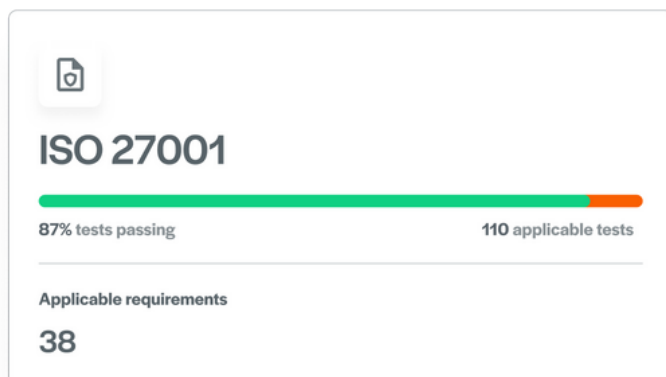 ISO 27001
87% tests passing 110 applicable tests
Applicable requirements
38